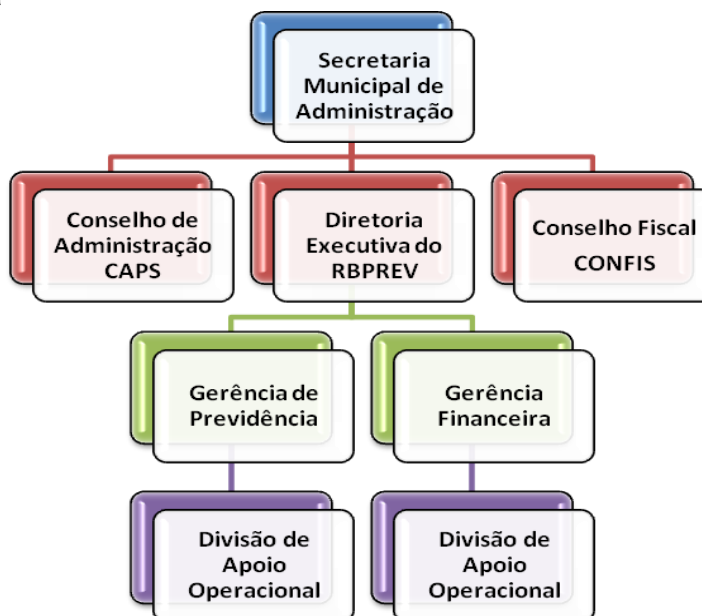 Secretaria
Municipal de
Administração
Conselho de
Administração
CAPS
Diretoria
Executiva do
RBPREV
Conselho Fiscal
CONFIS
Gerência de
Previdência
Gerência
Financeira
Divisão de
Apoio
Operacional
Divisão de
Apoio
Operacional